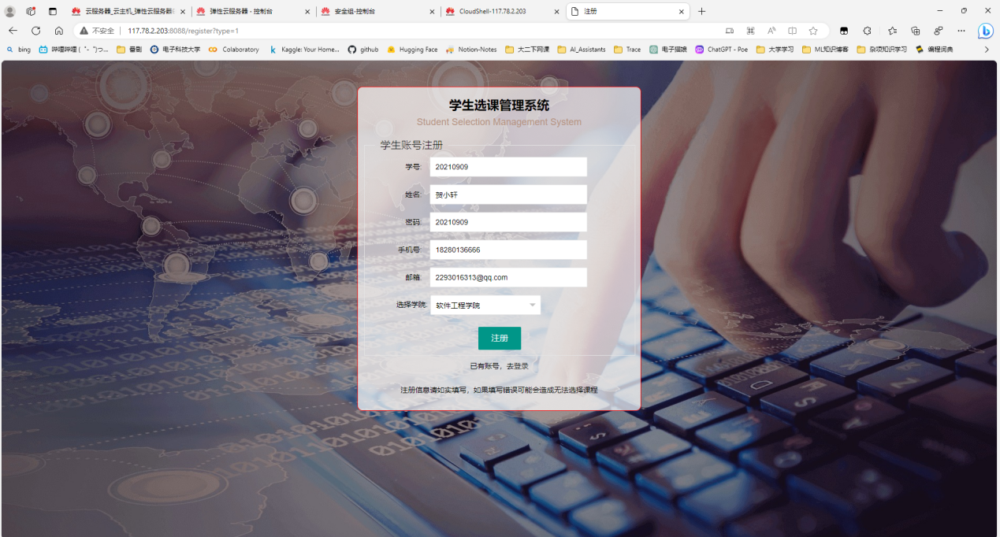 云服务器_云主机_弹性云服务器E
弹性云服务器 - 控制台
安全组-控制台
CloudShell-117.78.2.203
注册
不安全
117.78.2.203:8088/register?type=1
bing
哔哩哔哩 ( ゜- ゜)つ...
番剧
电子科技大学
Colaboratory
Kaggle: Your Home...
github
Hugging Face
Notion-Notes
大二下网课
AI_Assistants
Trace
电子猫娘
ChatGPT - Poe
大学学习
ML知识博客
杂项知识学习
编程词典
学生选课管理系统
Student Selection Management System
学生账号注册
学号: 20210909
姓名: 贺小轩
密码: 20210909
手机号: 18280136666
邮箱: 2293016313@qq.com
选择学院: 软件工程学院
注册
已有账号，去登录
注册信息请如实填写，如果填写错误可能会造成无法选择课程